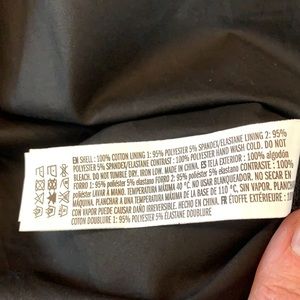 EN SHELL: 100% COTTON LINING 1: 95% POLYESTER 5% SPANDEX/ELASTANE LINING 2: 95%
POLYESTER 5% SPANDEX/ELASTANE CONTRAST: 100% POLYESTER HAND WASH COLD. DO NOT
BLEACH. DO NOT TUMBLE DRY. IRON LOW. MADE IN CHINA. ES TELA EXTERIOR: 100% algodón
FORRO 1: 95% poliéster 5% elastano FORRO 2: 95% poliéster 5% elastano CONTRASTE: 100%
poliéster LAVAR A MANO. TEMPERATURA MÁXIMA 40 °C. NO USAR BLANQUEADOR. NO SECAR EN
MÁQUINA. PLANCHAR A UNA TEMPERATURA MÁXIMA DE LA BASE DE 110 °C, SIN VAPOR.
CON VAPOR PUEDE CAUSAR DAÑO IRREVERSIBLE. HECHO EN CHINA. FR ÉTOFFE EXTÉRIEURE :
COTON DOUBLURE 1: 95% POLYESTER 5% ÉLASTANE DOUBLURE